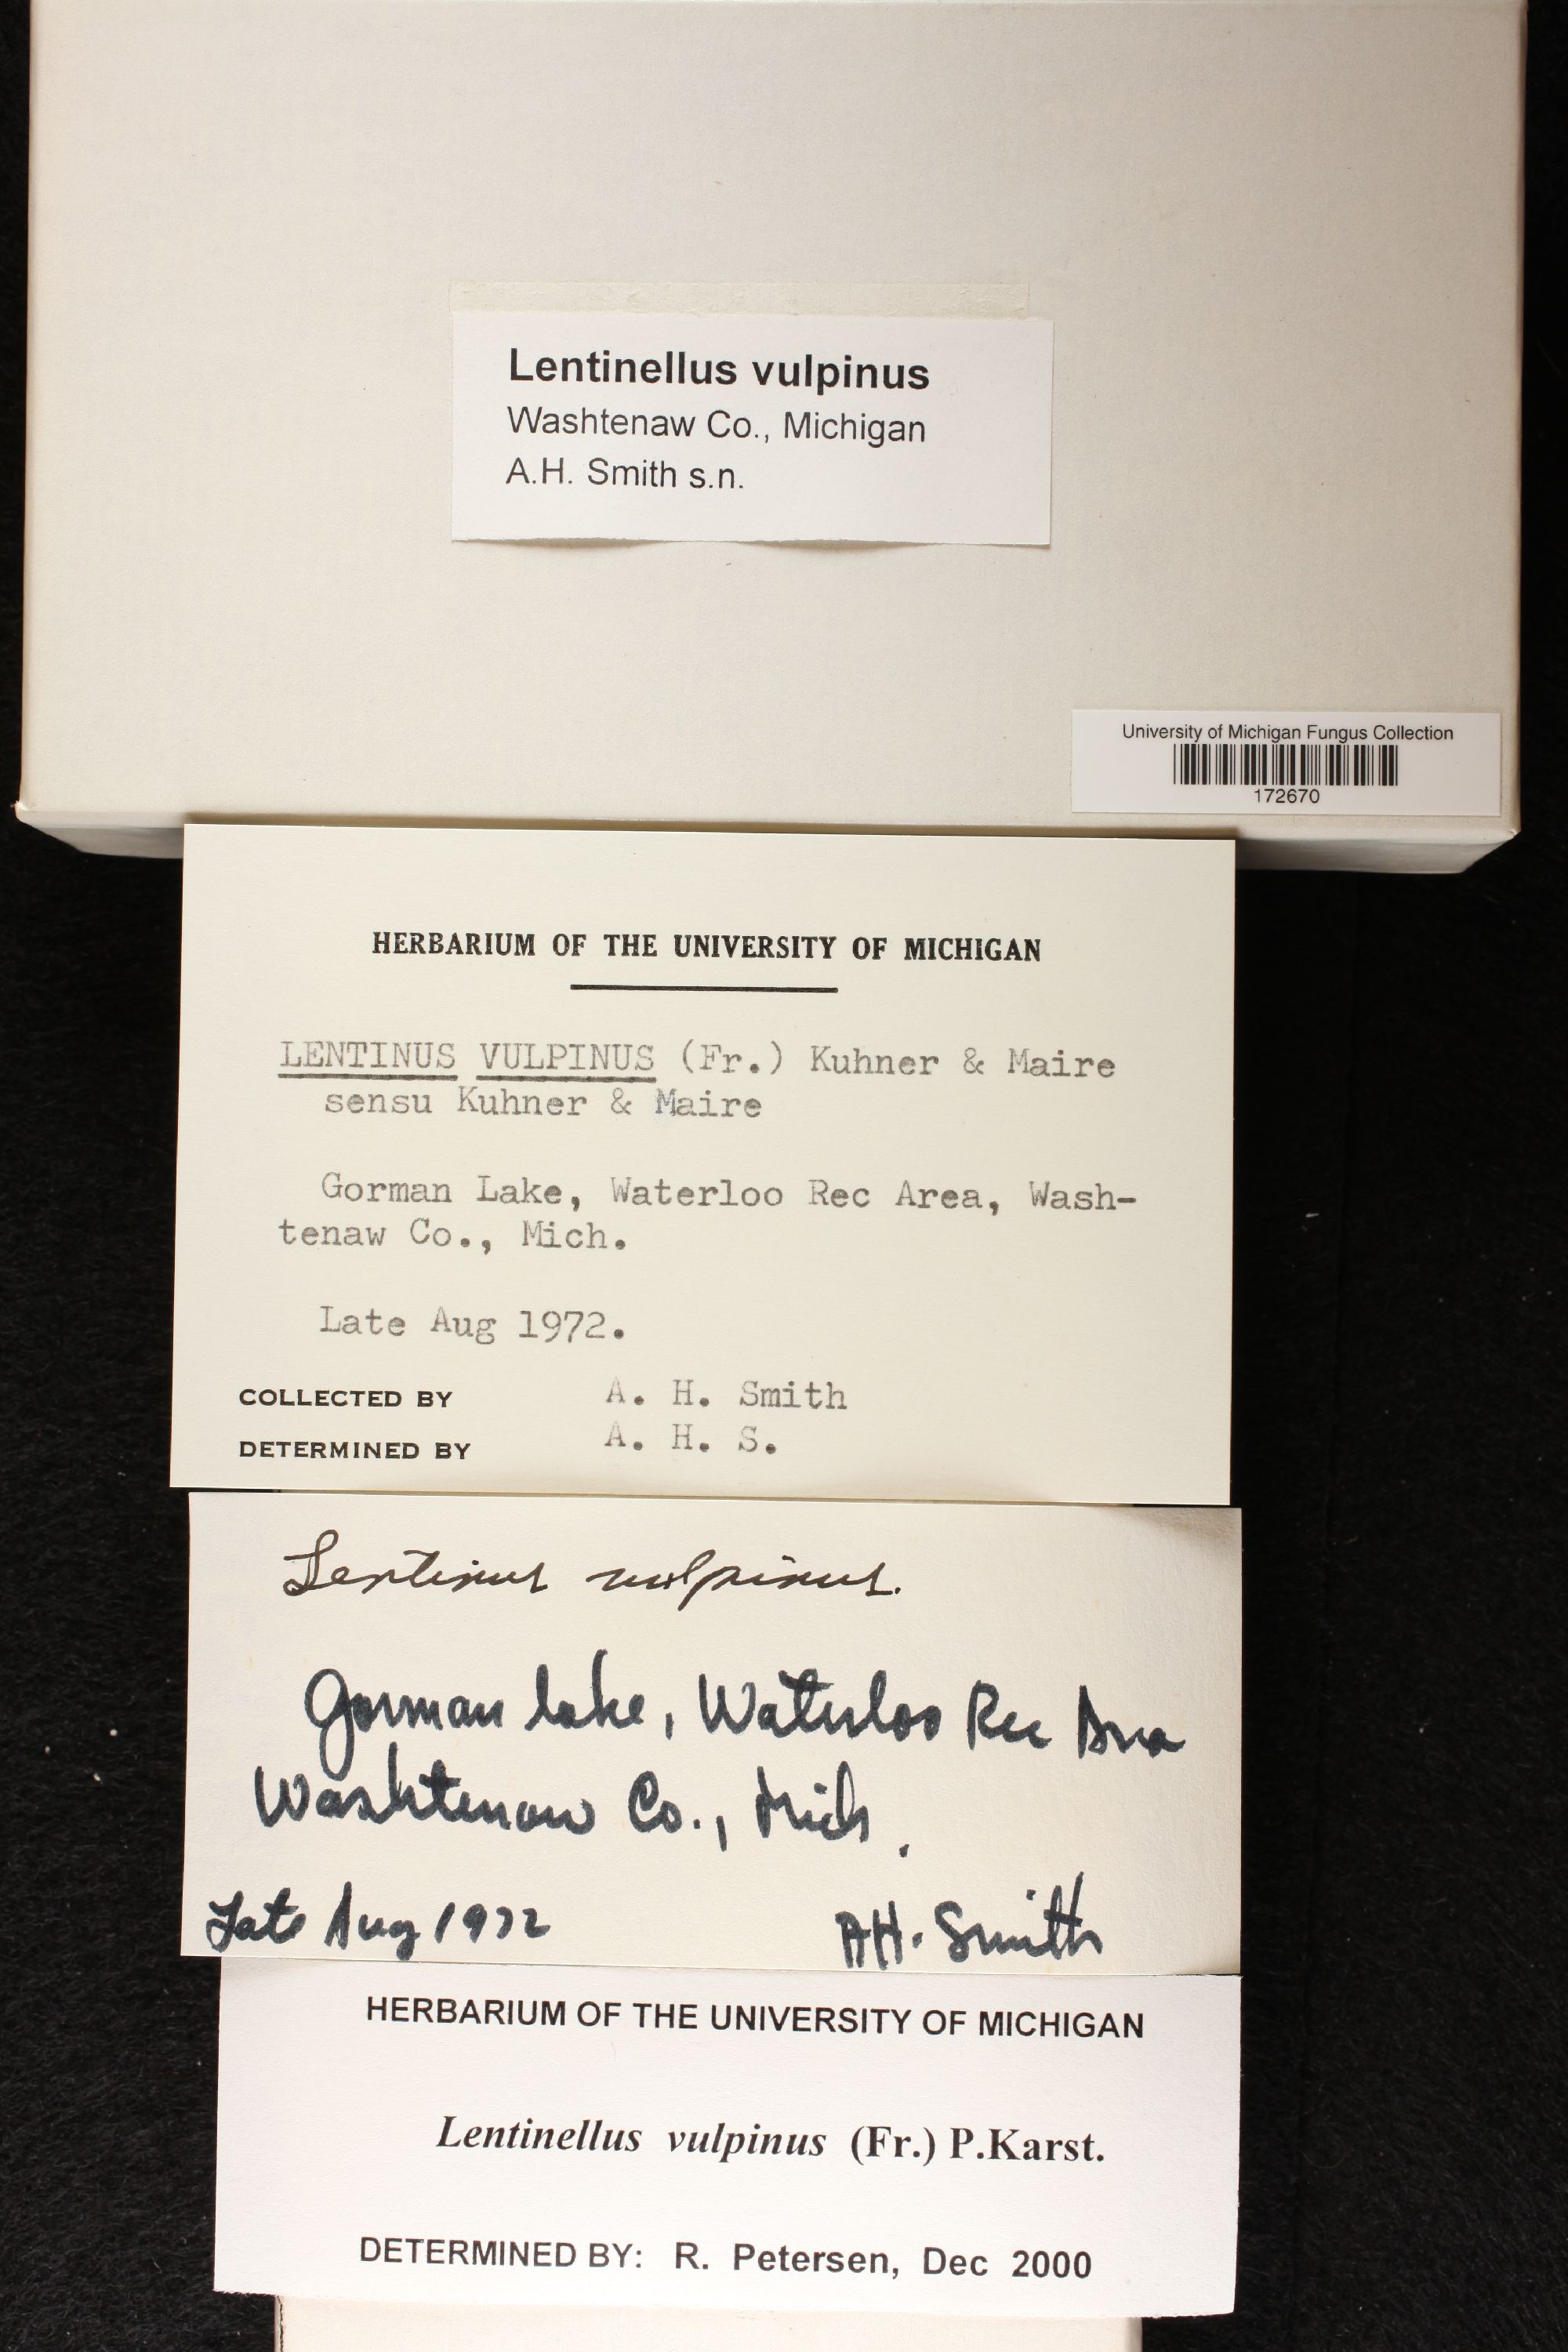 Lentinellus vulpinus
Washtenaw Co., Michigan
A.H. Smith s.n.
University of Michigan Fungus Collection
172670
HERBARIUM OF THE UNIVERSITY OF MICHIGAN
LENTINUS VULPINUS (Fr.) Kuhner & Maire
sensu Kuhner & Maire
Gorman Lake, Waterloo Rec Area, Wash-
tenaw Co., Mich.
Late Aug 1972.
COLLECTED BY A. H. Smith
DETERMINED BY A. H. S.
Lentinus vulpinus.
Gorman lake, Waterloo Rec Area
Washtenaw Co., Mich.
Late Aug 1972 AH. Smith
HERBARIUM OF THE UNIVERSITY OF MICHIGAN
Lentinellus vulpinus (Fr.) P.Karst.
DETERMINED BY: R. Petersen, Dec 2000